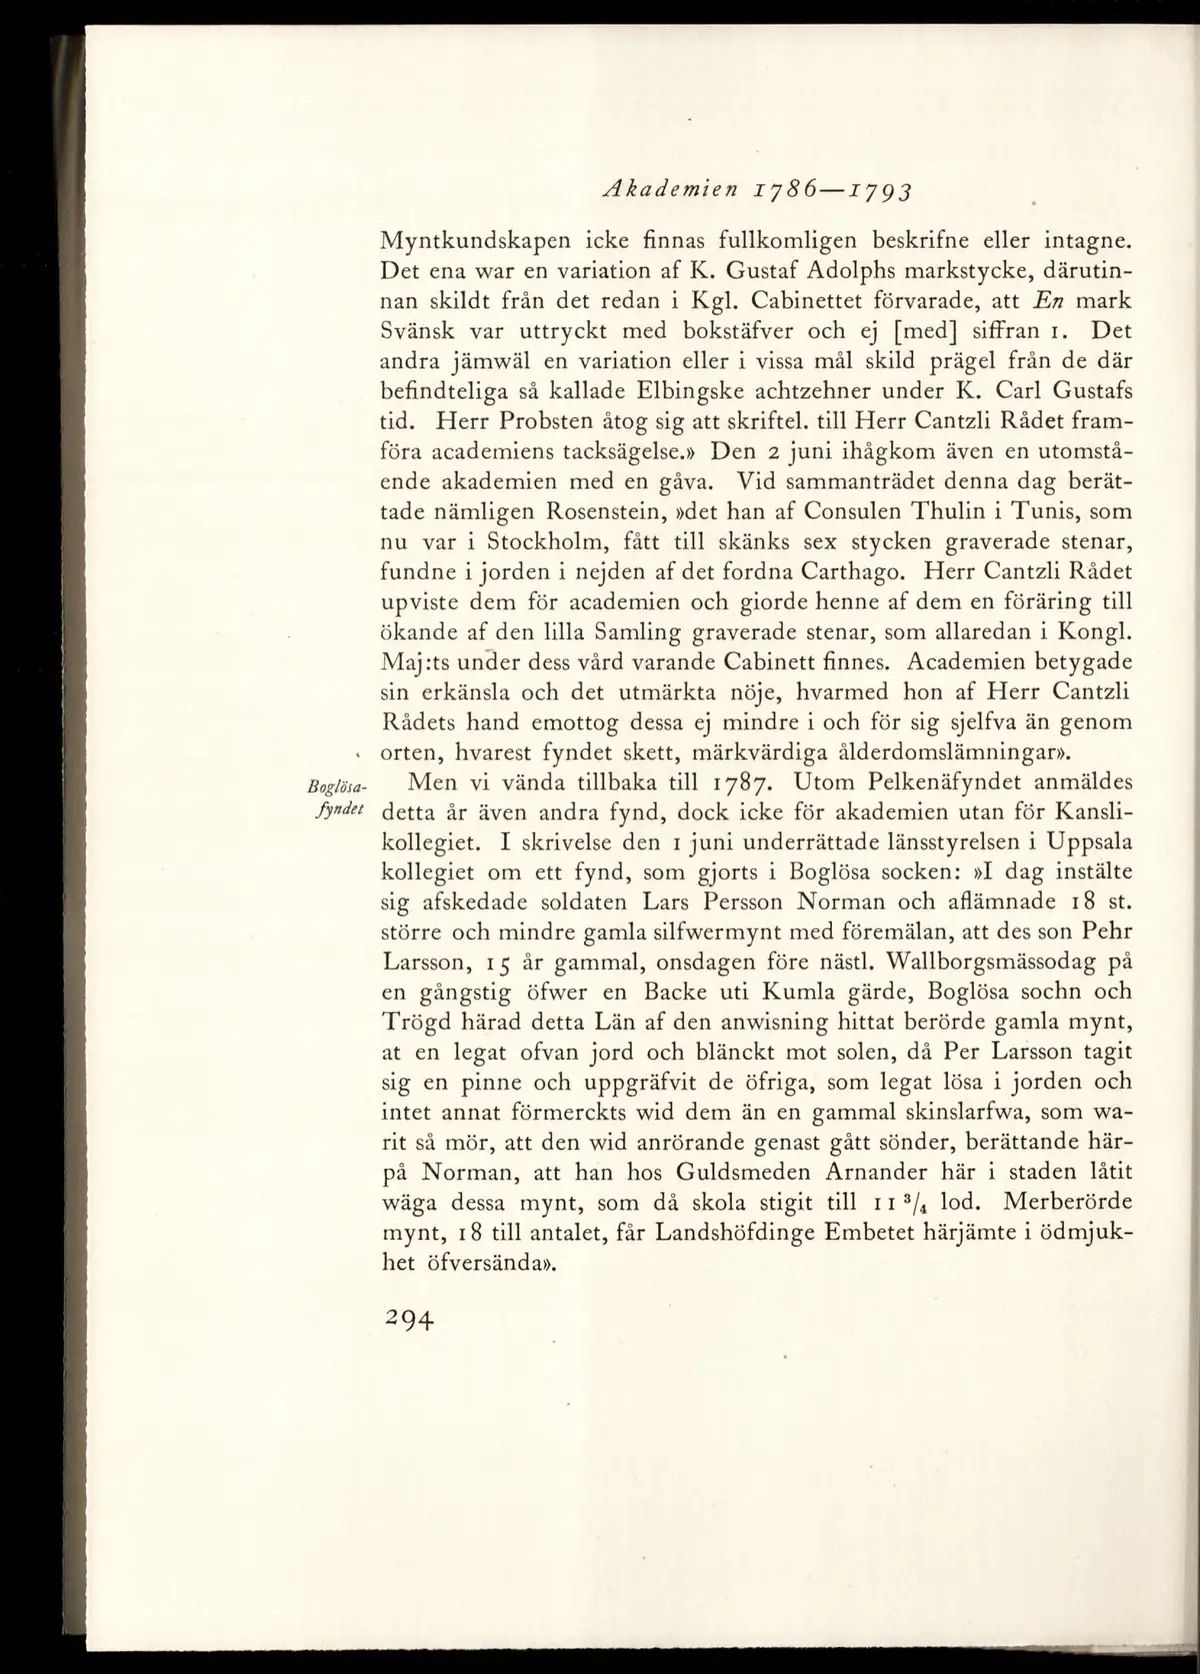 Akademien 1786—1793
Myntkundskapen icke finnas fullkomligen beskrifne eller intagne.
Det ena war en variation af K. Gustaf Adolphs markstycke, därutin-
nan skildt från det redan i Kgl. Cabinettet förvarade, att En mark
Svänsk var uttryckt med bokstäfver och ej [med] siffran 1. Det
andra jämwäl en variation eller i vissa mål skild prägel från de där
befindteliga så kallade Elbingske achtzehner under K. Carl Gustafs
tid. Herr Probsten åtog sig att skriftel. till Herr Cantzli Rådet fram-
föra academiens tacksägelse.» Den 2 juni ihågkom även en utomstå-
ende akademien med en gåva. Vid sammanträdet denna dag berät-
tade nämligen Rosenstein, »det han af Consulen Thulin i Tunis, som
nu var i Stockholm, fått till skänks sex stycken graverade stenar,
fundne i jorden i nejden af det fordna Carthago. Herr Cantzli Rådet
upviste dem för academien och giorde henne af dem en föräring till
ökande af den lilla Samling graverade stenar, som allaredan i Kongl.
Maj:ts under dess vård varande Cabinett finnes. Academien betygade
sin erkänsla och det utmärkta nöje, hvarmed hon af Herr Cantzli
Rådets hand emottog dessa ej mindre i och för sig sjelfva än genom
orten, hvarest fyndet skett, märkvärdiga ålderdomslämningar».
Boglösa-
fyndet
Men vi vända tillbaka till 1787. Utom Pelkenäfyndet anmäldes
detta år även andra fynd, dock icke för akademien utan för Kansli-
kollegiet. I skrivelse den 1 juni underrättade länsstyrelsen i Uppsala
kollegiet om ett fynd, som gjorts i Boglösa socken: »I dag instälte
sig afskedade soldaten Lars Persson Norman och aflämnade 18 st.
större och mindre gamla silfwermynt med föremälan, att des son Pehr
Larsson, 15 år gammal, onsdagen före nästl. Wallborgsmässodag på
en gångstig öfwer en Backe uti Kumla gärde, Boglösa sochn och
Trögd härad detta Län af den anwisning hittat berörde gamla mynt,
at en legat ofvan jord och blänckt mot solen, då Per Larsson tagit
sig en pinne och uppgräfvit de öfriga, som legat lösa i jorden och
intet annat förmerckts wid dem än en gammal skinslarfwa, som wa-
rit så mör, att den wid anrörande genast gått sönder, berättande här-
på Norman, att han hos Guldsmeden Arnander här i staden låtit
wäga dessa mynt, som då skola stigit till 11 3/4 lod. Merberörde
mynt, 18 till antalet, får Landshöfdinge Embetet härjämte i ödmjuk-
het öfversända».
294